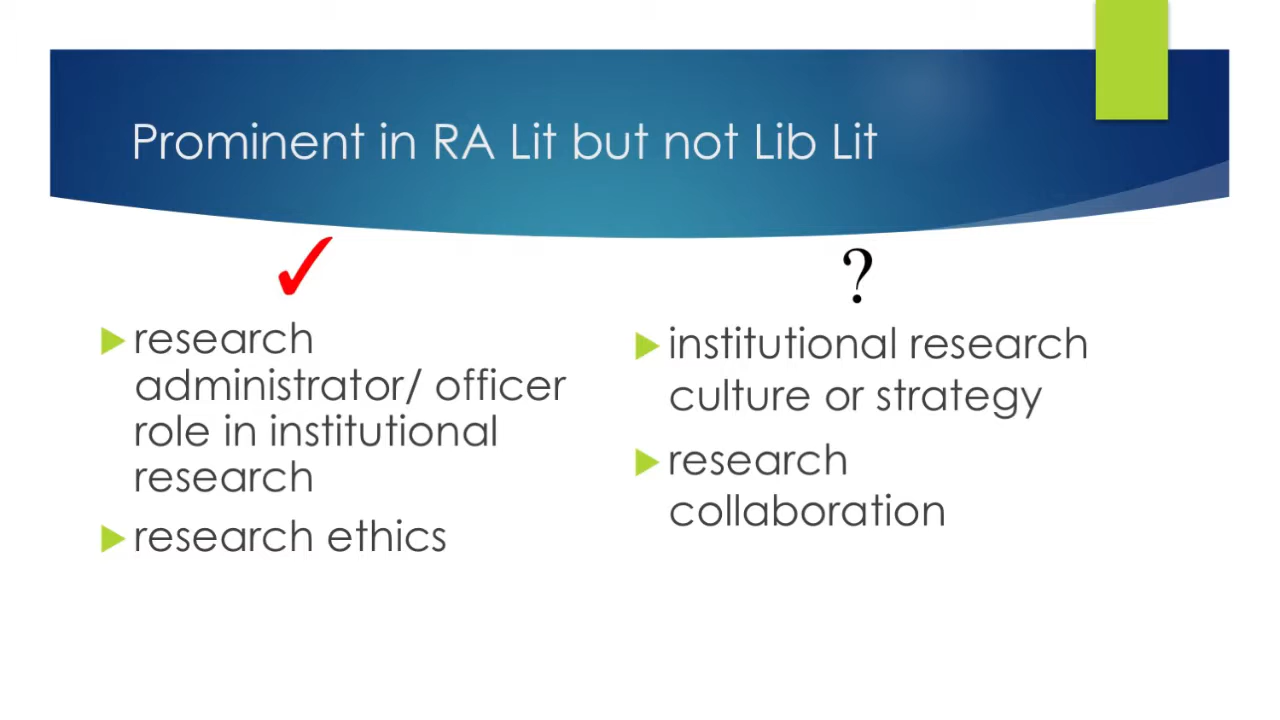 Prominent in RA Lit but not Lib Lit
✓
research
administrator/ officer
role in institutional
research
research ethics
?
institutional research
culture or strategy
research
collaboration